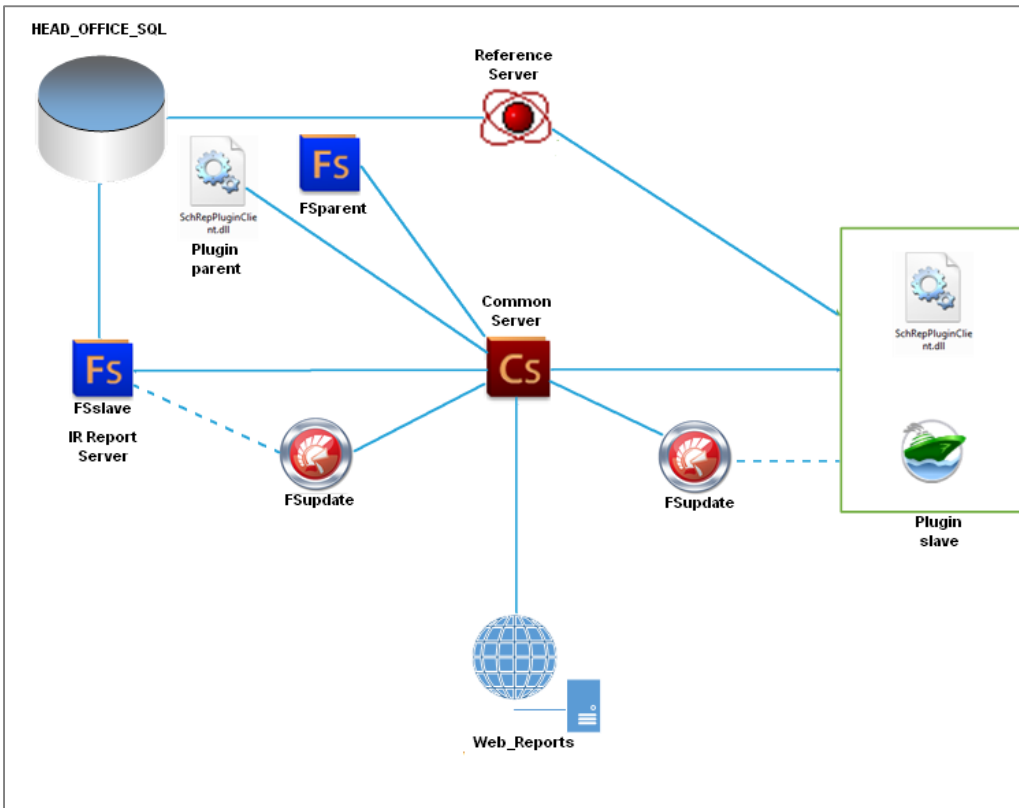 HEAD_OFFICE_SQL
Reference
Server
Fs
FSparent
SchRepPluginClie
nt.dll
Plugin
parent
SchRepPluginClie
nt.dll
Common
Server
Cs
Fs
FSslave
IR Report
Server
FSupdate
FSupdate
Plugin
slave
Web_Reports